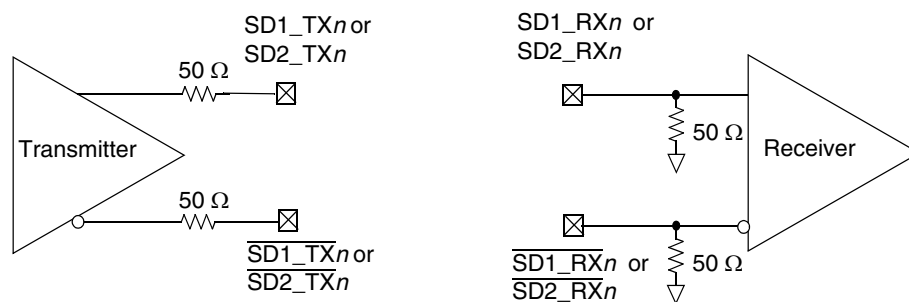 SD1_TXn or
SD2_TXn
50 Ω
Transmitter
50 Ω
SD1_TXn or
SD2_TXn
SD1_RXn or
SD2_RXn
50 Ω
Receiver
SD1_RXn or
SD2_RXn
50 Ω